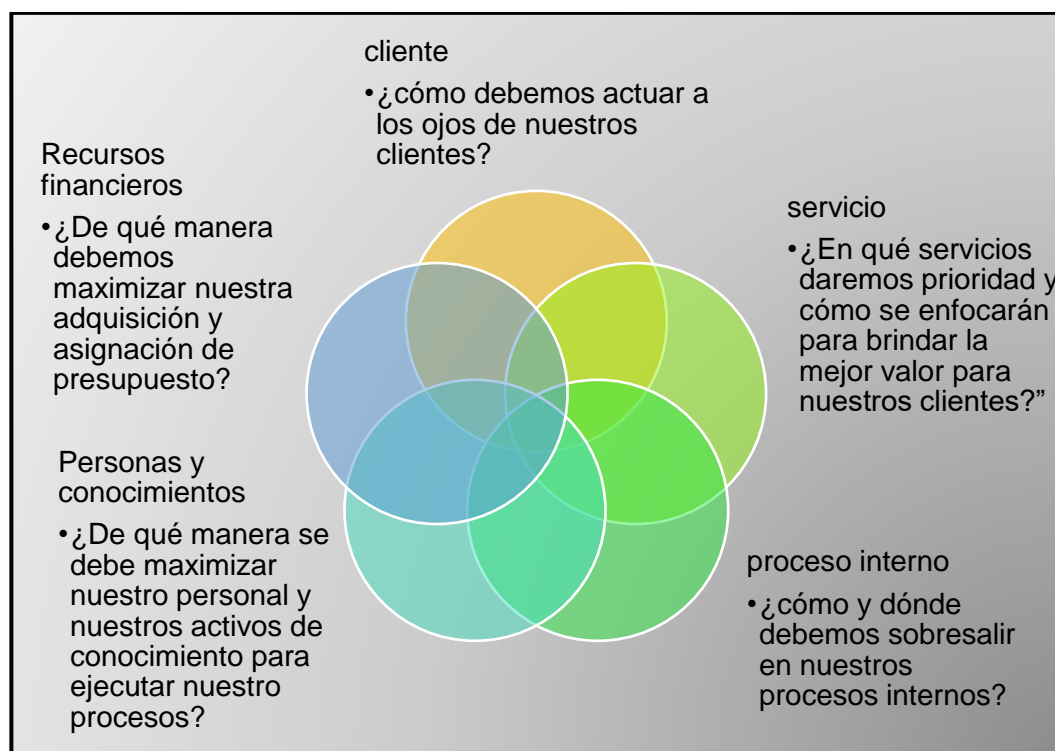 cliente
•¿cómo debemos actuar a
los ojos de nuestros
clientes?
servicio
•¿En qué servicios
daremos prioridad y
cómo se enfocarán
para brindar la
mejor valor para
nuestros clientes?”
proceso interno
•¿cómo y dónde
debemos sobresalir
en nuestros
procesos internos?
Personas y
conocimientos
•¿De qué manera se
debe maximizar
nuestro personal y
nuestros activos de
conocimiento para
ejecutar nuestro
procesos?
Recursos
financieros
•¿De qué manera
debemos
maximizar nuestra
adquisición y
asignación de
presupuesto?